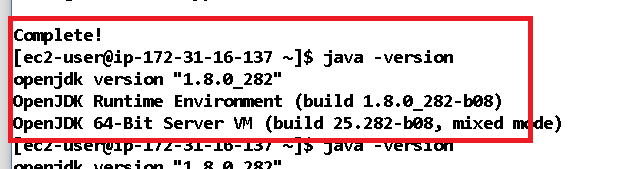 Complete!
[ec2-user@ip-172-31-16-137 ~]$ java -version
openjdk version "1.8.0_282"
OpenJDK Runtime Environment (build 1.8.0_282-b08)
OpenJDK 64-Bit Server VM (build 25.282-b08, mixed mode)
[ec2-user@ip-172-31-16-137 ~]$ java -version
openjdk version "1.8.0_282"